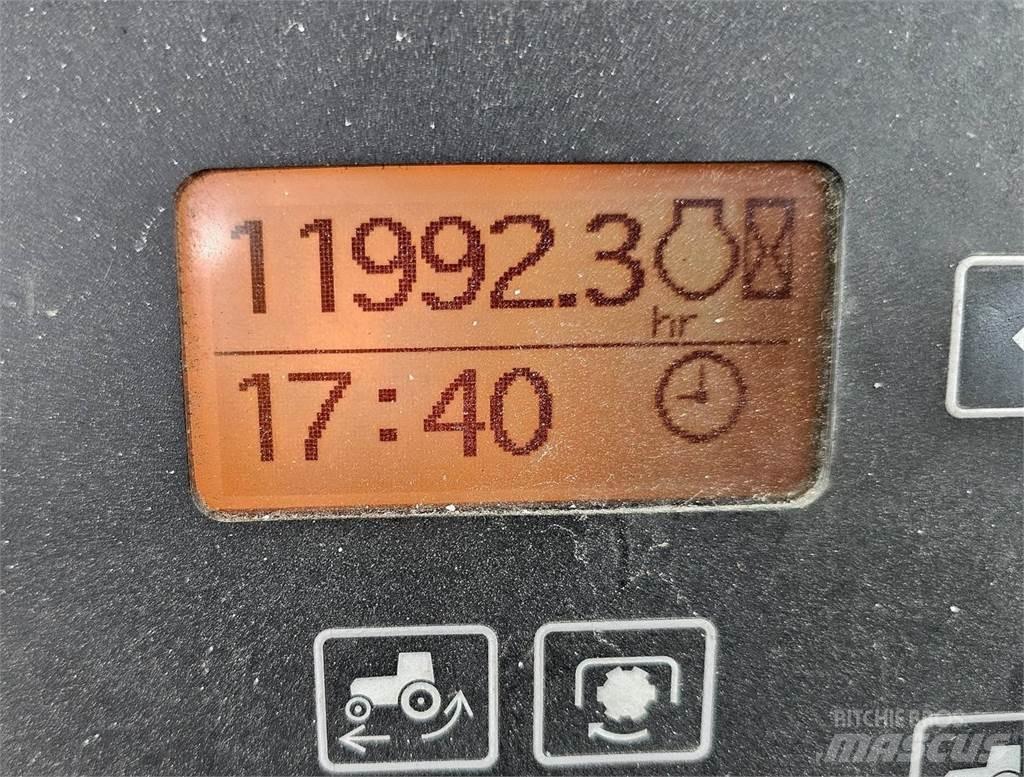 11992.3
hr
17:40
RITCHIE BROS.
MASCUS